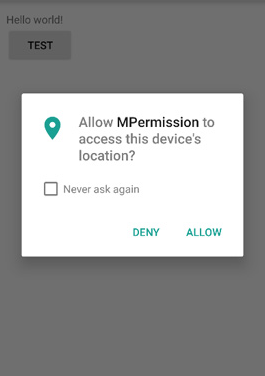 Hello world!
TEST
Allow MPermission to
access this device's
location?
Never ask again
DENY ALLOW